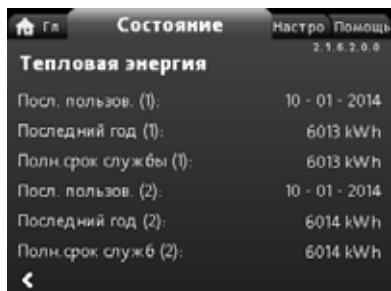 Гл Состояние Настро Помощь
2.1.6.2.0.0
Тепловая энергия
Посл. пользов. (1): 10 - 01 - 2014
Последний год (1): 6013 kWh
Полн.срок службы (1): 6013 kWh
Посл. пользов. (2): 10 - 01 - 2014
Последний год (2): 6014 kWh
Полн.срок служб (2): 6014 kWh